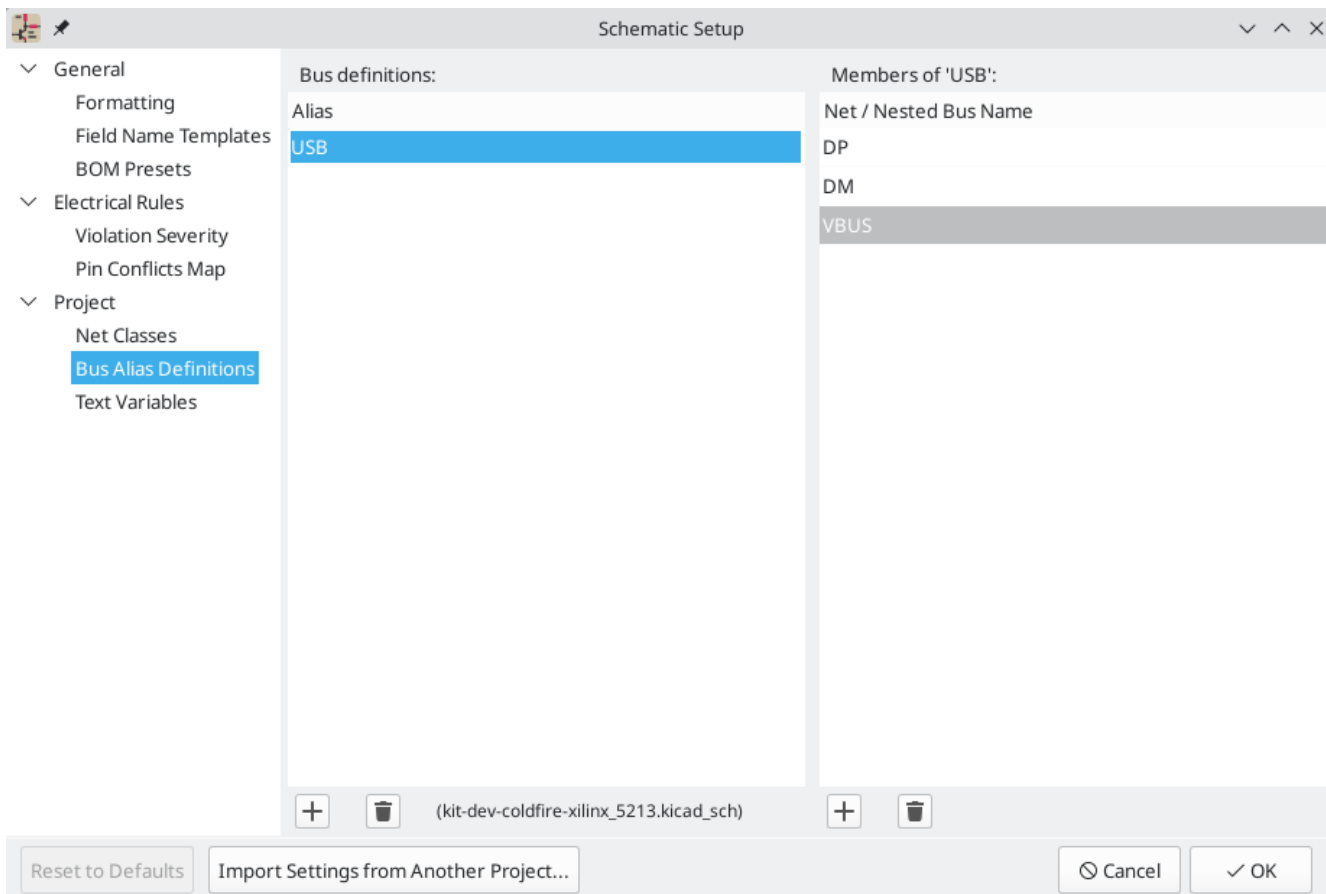 Schematic Setup
General
Formatting
Field Name Templates
BOM Presets
Electrical Rules
Violation Severity
Pin Conflicts Map
Project
Net Classes
Bus Alias Definitions
Text Variables
Bus definitions:
Alias
USB
(kit-dev-coldfire-xilinx_5213.kicad_sch)
Members of 'USB':
Net / Nested Bus Name
DP
DM
VBUS
Reset to Defaults
Import Settings from Another Project...
Cancel
OK